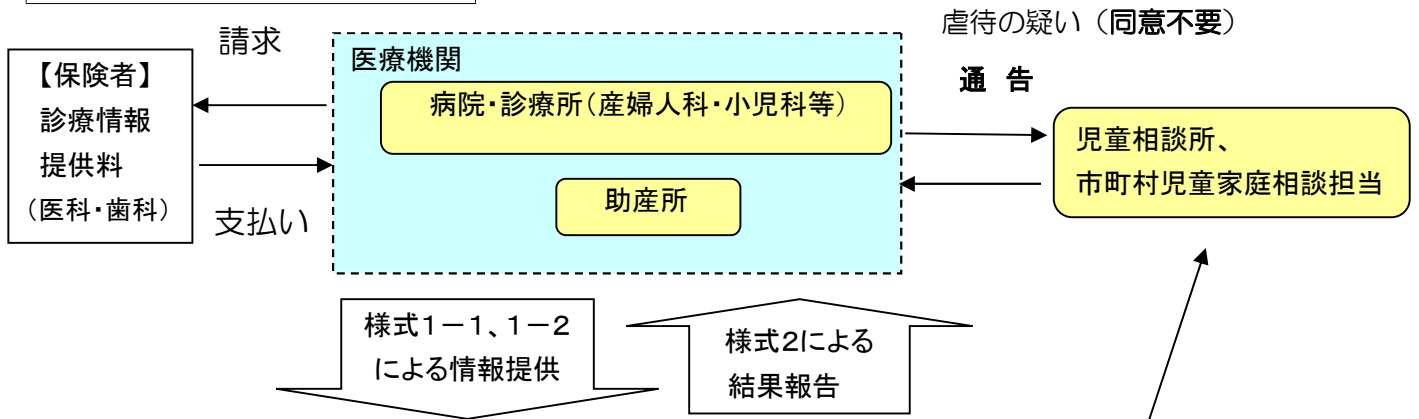 請求
【保険者】
診療情報
提供料
（医科・歯科）
支払い
医療機関
病院・診療所（産婦人科・小児科等）
助産所
虐待の疑い（同意不要）
通 告
児童相談所、
市町村児童家庭相談担当
様式１－１、１－２
による情報提供
様式２による
結果報告